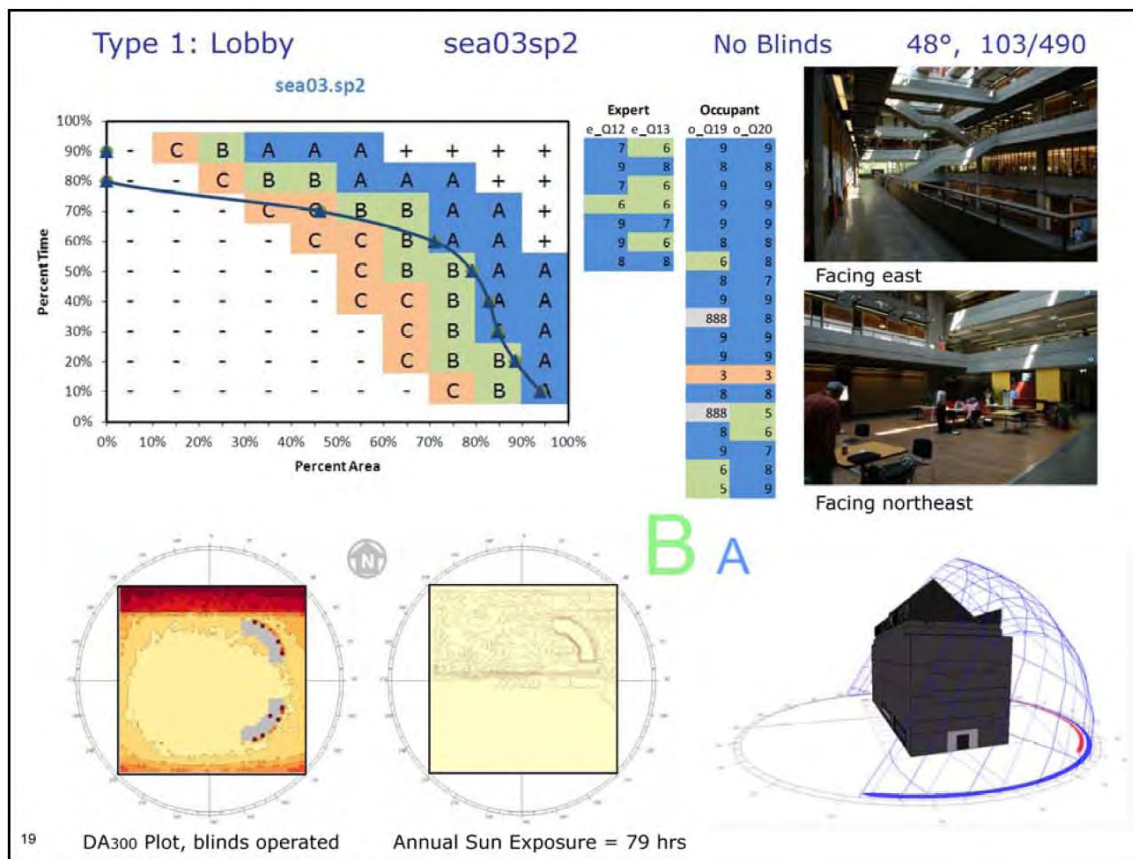 Type 1: Lobby sea03sp2 No Blinds 48°, 103/490
sea03.sp2
Percent Time
100%
90% - C B A A A + + + +
80% - - C B B A A A + +
70% - - - C C B B A A +
60% - - - - C C B A A +
50% - - - - - C B B A A
40% - - - - - C C B A A
30% - - - - - - C B A A
20% - - - - - - C B B A
10% - - - - - - - C B A
0%
0% 10% 20% 30% 40% 50% 60% 70% 80% 90% 100%
Percent Area
Expert
e_Q12 e_Q13
7 6
9 8
7 6
6 6
9 7
9 6
8 8
Occupant
o_Q19 o_Q20
9 9
8 8
9 9
9 9
9 9
8 8
6 8
8 7
9 9
888 8
9 9
9 9
3 3
8 8
888 5
8 6
9 7
6 8
5 9
Facing east
Facing northeast
B A
N
19 DA300 Plot, blinds operated
Annual Sun Exposure = 79 hrs